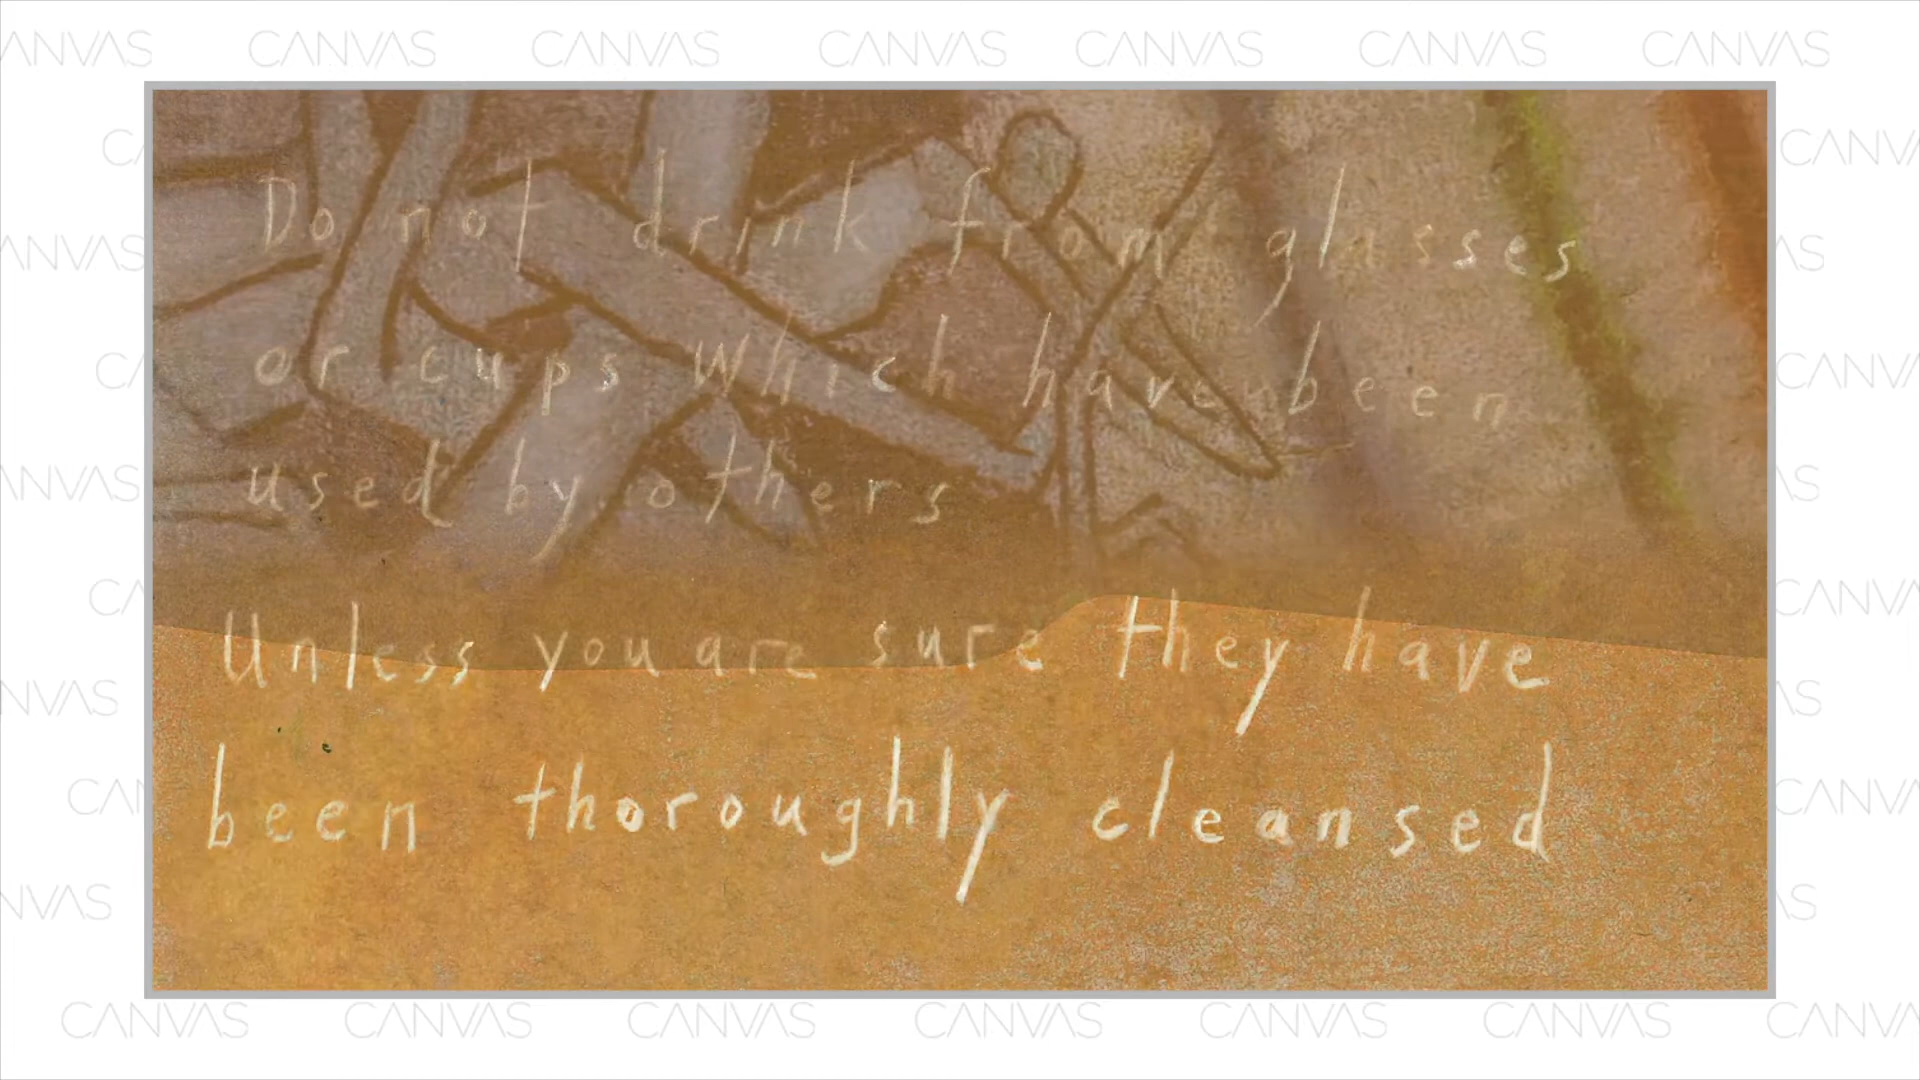 CANVAS CANVAS CANVAS CANVAS CANVAS CANVAS
Do not drink from glasses
or cups which have been
used by others
Unless you are sure they have
been thoroughly cleansed
CANVAS CANVAS CANVAS CANVAS CANVAS CANVAS